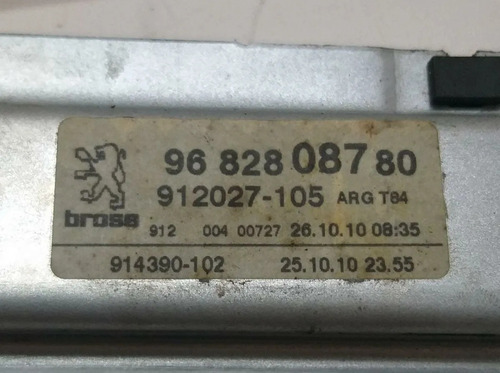 96 828 087 80
912027-105 ARG T84
brose
912 004 00727 26.10.10 08:35
914390-102 25.10.10 23.55